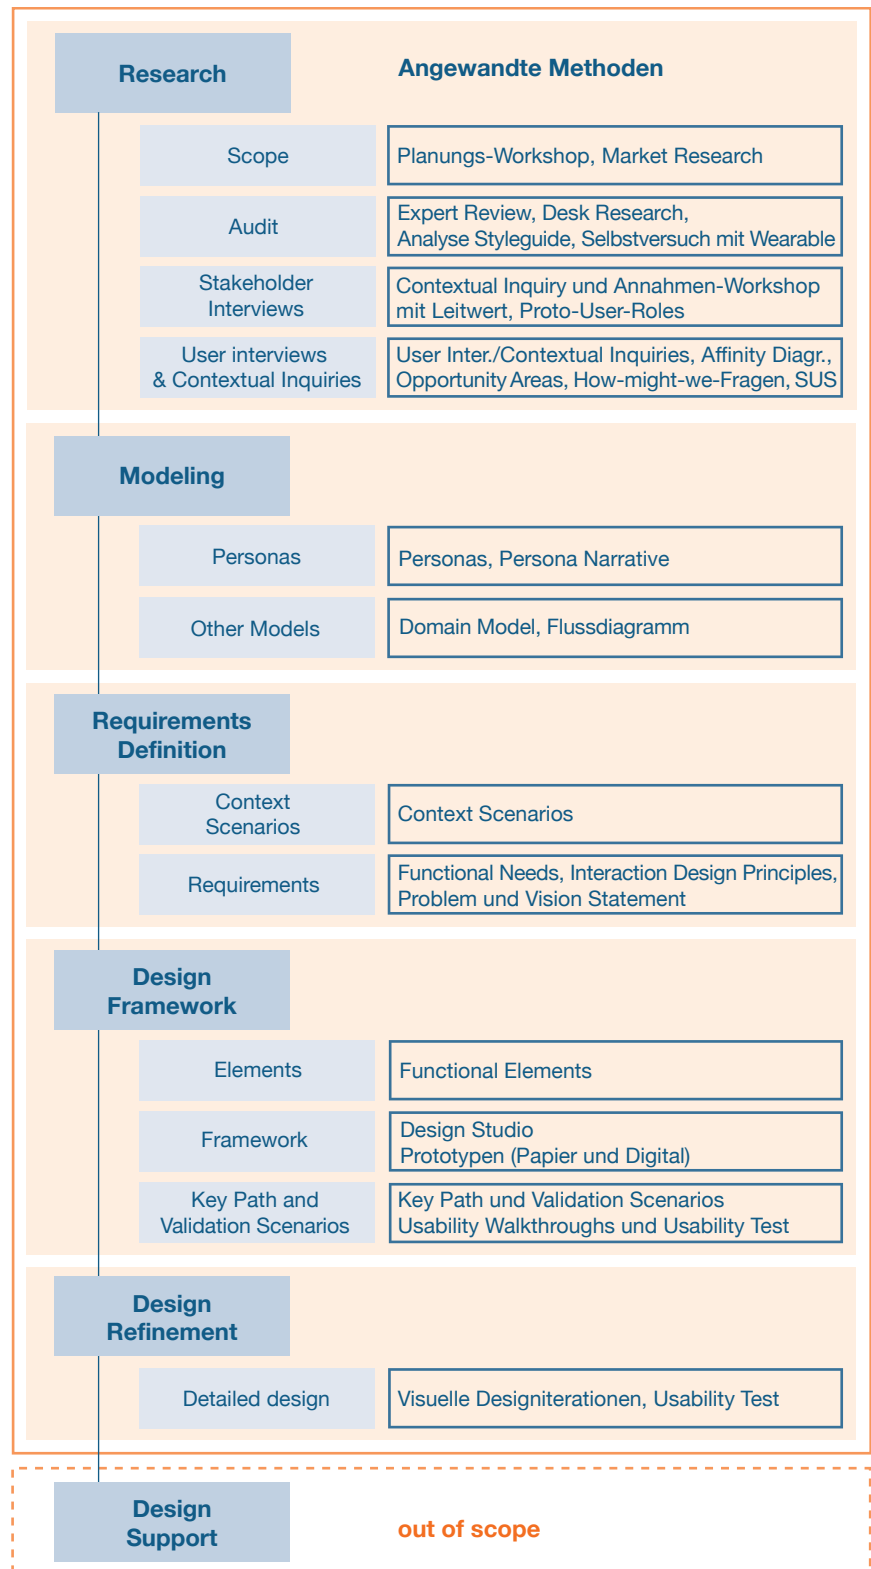 Research
Angewandte Methoden
Scope
Planungs-Workshop, Market Research
Audit
Expert Review, Desk Research,
Analyse Styleguide, Selbstversuch mit Wearable
Stakeholder
Interviews
Contextual Inquiry und Annahmen-Workshop
mit Leitwert, Proto-User-Roles
User interviews
& Contextual Inquiries
User Inter./Contextual Inquiries, Affinity Diagr.,
Opportunity Areas, How-might-we-Fragen, SUS
Modeling
Personas
Personas, Persona Narrative
Other Models
Domain Model, Flussdiagramm
Requirements
Definition
Context
Scenarios
Context Scenarios
Requirements
Functional Needs, Interaction Design Principles,
Problem und Vision Statement
Design
Framework
Elements
Functional Elements
Framework
Design Studio
Prototypen (Papier und Digital)
Key Path and
Validation Scenarios
Key Path und Validation Scenarios
Usability Walkthroughs und Usability Test
Design
Refinement
Detailed design
Visuelle Designiterationen, Usability Test
Design
Support
out of scope